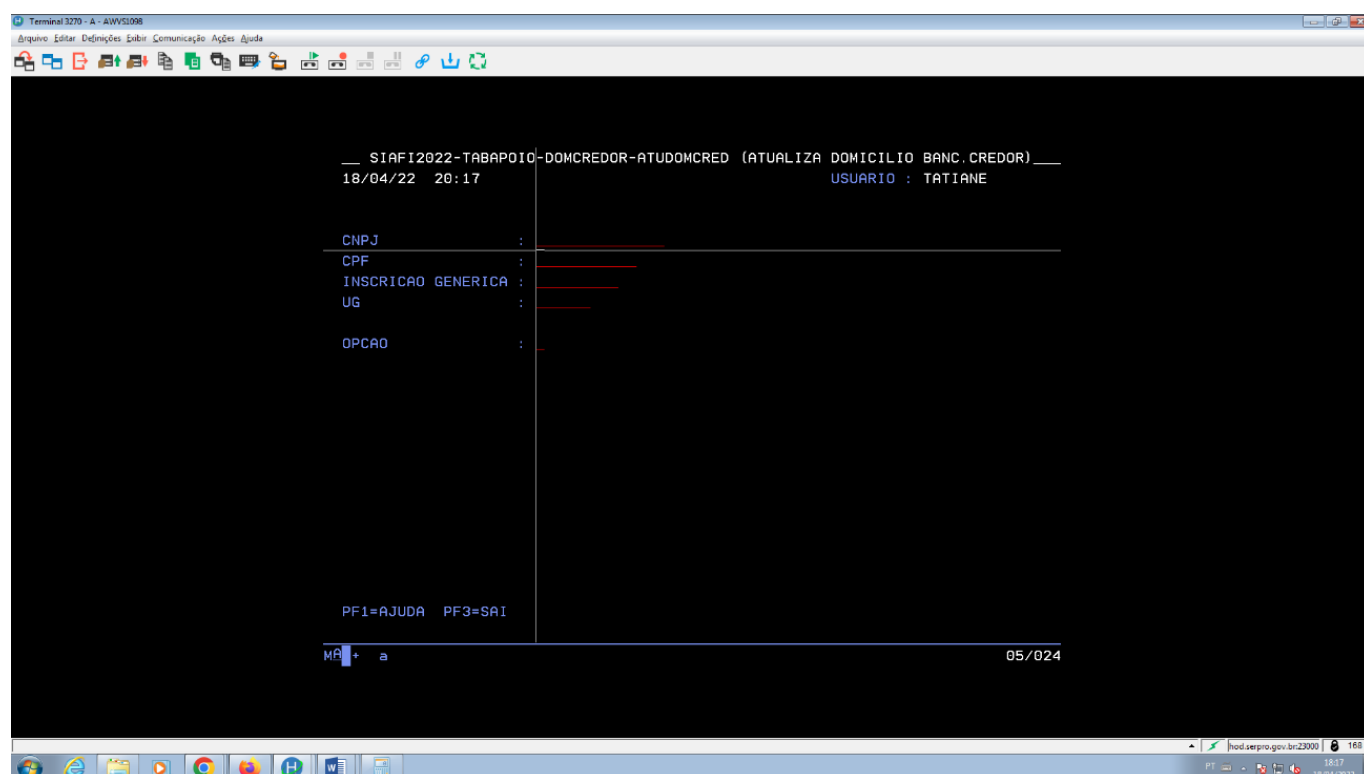 Terminal 3270 - A - AWVS1098
Arquivo Editar Definições Exibir Comunicação Ações Ajuda
__ SIAFI2022-TABAPOIO-DOMCREDOR-ATUDOMCRED (ATUALIZA DOMICILIO BANC.CREDOR)___
18/04/22 20:17 USUARIO : TATIANE
CNPJ :
CPF :
INSCRICAO GENERICA :
UG :
OPCAO :
PF1=AJUDA PF3=SAI
MA + a 05/024
hod.serpro.gov.br:23000 168
PT 18:17